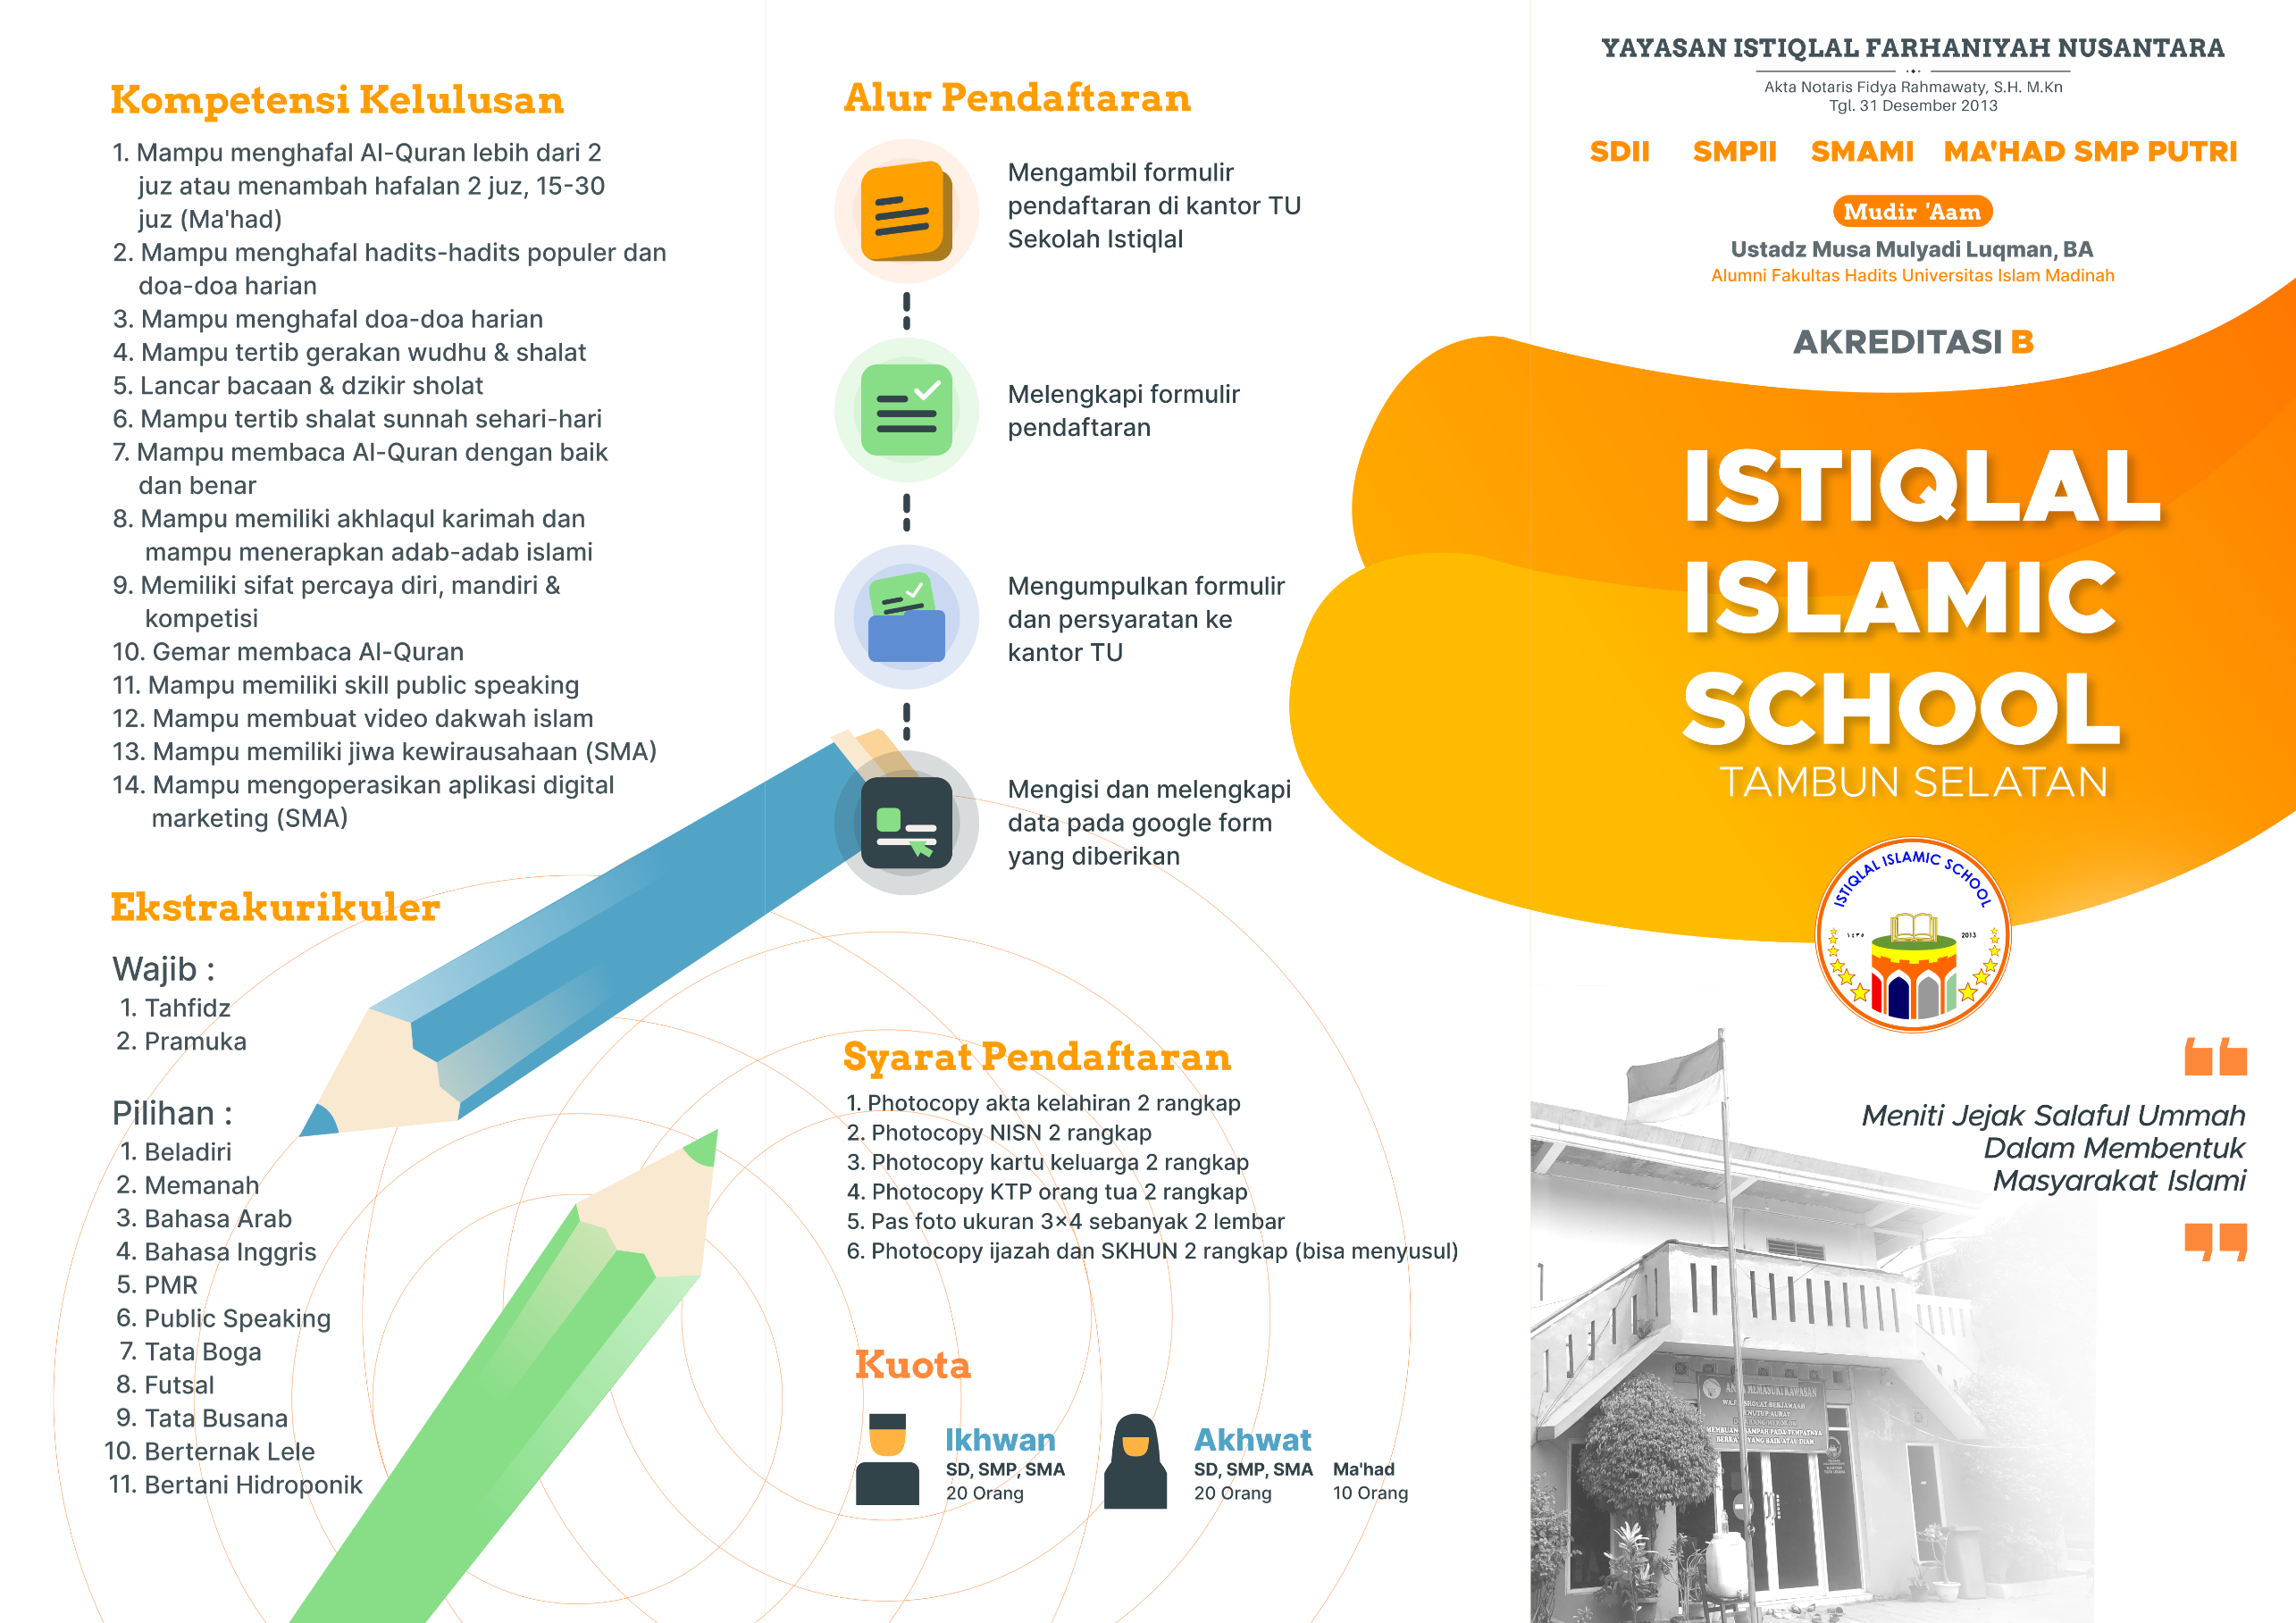 Kompetensi Kelulusan
1. Mampu menghafal Al-Quran lebih dari 2
juz atau menambah hafalan 2 juz, 15-30
juz (Ma'had)
2. Mampu menghafal hadits-hadits populer dan
doa-doa harian
3. Mampu menghafal doa-doa harian
4. Mampu tertib gerakan wudhu & shalat
5. Lancar bacaan & dzikir sholat
6. Mampu tertib shalat sunnah sehari-hari
7. Mampu membaca Al-Quran dengan baik
dan benar
8. Mampu memiliki akhlaqul karimah dan
mampu menerapkan adab-adab islami
9. Memiliki sifat percaya diri, mandiri &
kompetisi
10. Gemar membaca Al-Quran
11. Mampu memiliki skill public speaking
12. Mampu membuat video dakwah islam
13. Mampu memiliki jiwa kewirausahaan (SMA)
14. Mampu mengoperasikan aplikasi digital
marketing (SMA)
Ekstrakurikuler
Wajib :
1. Tahfidz
2. Pramuka
Pilihan :
1. Beladiri
2. Memanah
3. Bahasa Arab
4. Bahasa Inggris
5. PMR
6. Public Speaking
7. Tata Boga
8. Futsal
9. Tata Busana
10. Berternak Lele
11. Bertani Hidroponik
Alur Pendaftaran
Mengambil formulir
pendaftaran di kantor TU
Sekolah Istiqlal
Melengkapi formulir
pendaftaran
Mengumpulkan formulir
dan persyaratan ke
kantor TU
Mengisi dan melengkapi
data pada google form
yang diberikan
Syarat Pendaftaran
1. Photocopy akta kelahiran 2 rangkap
2. Photocopy NISN 2 rangkap
3. Photocopy kartu keluarga 2 rangkap
4. Photocopy KTP orang tua 2 rangkap
5. Pas foto ukuran 3x4 sebanyak 2 lembar
6. Photocopy ijazah dan SKHUN 2 rangkap (bisa menyusul)
Kuota
Ikhwan
SD, SMP, SMA
20 Orang
Akhwat
SD, SMP, SMA Ma'had
20 Orang 10 Orang
YAYASAN ISTIQLAL FARHANIYAH NUSANTARA
Akta Notaris Fidya Rahmawaty, S.H. M.Kn
Tgl. 31 Desember 2013
SDII SMPII SMAMI MA'HAD SMP PUTRI
Mudir 'Aam
Ustadz Musa Mulyadi Luqman, BA
Alumni Fakultas Hadits Universitas Islam Madinah
AKREDITASI B
ISTIQLAL
ISLAMIC
SCHOOL
TAMBUN SELATAN
ISTIQLAL ISLAMIC SCHOOL
١٤٣٥ 2013
Meniti Jejak Salaful Ummah
Dalam Membentuk
Masyarakat Islami
MEMASUKI KAWASAN
SHOLAT BERJAMAAH
MENUTUP AURAT
SAMPAH PADA TEMPATNYA
YANG BAIK ATAU DIAM